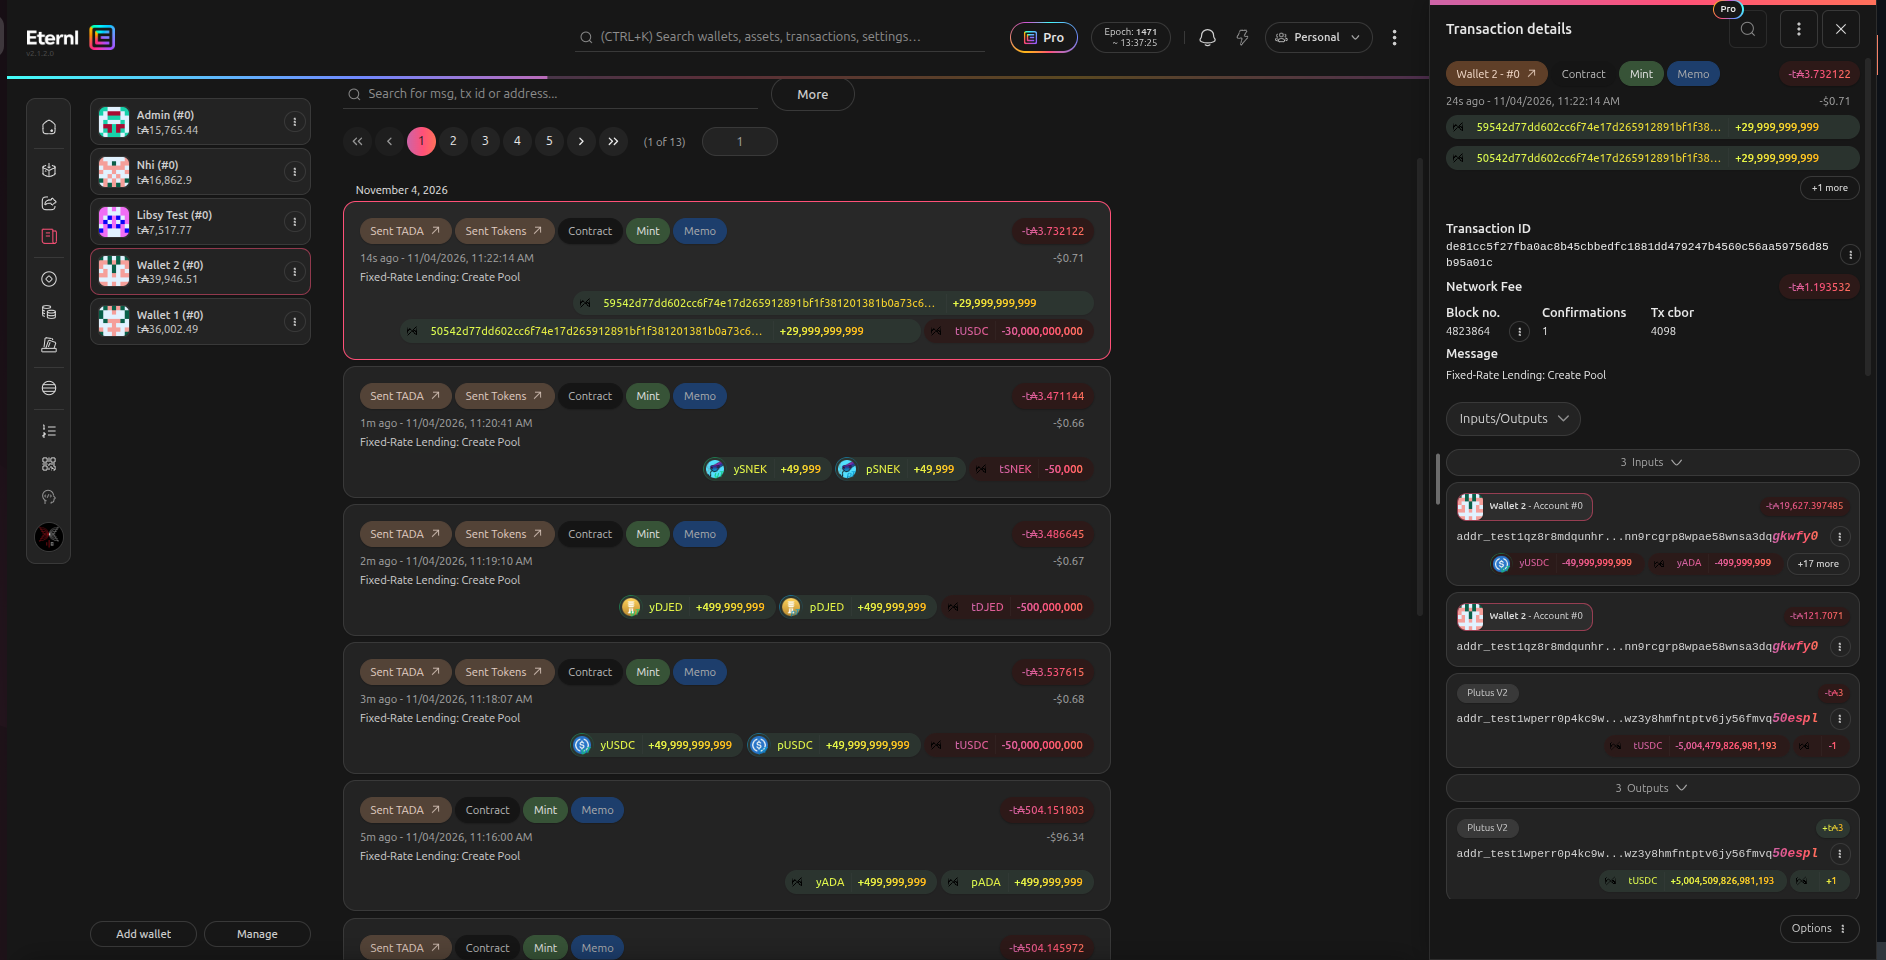 Eternl
v2.1.2.0
(CTRL+K) Search wallets, assets, transactions, settings...
Pro
Epoch: 1471
~ 13:37:25
Personal
Admin (#0)
t₳15,765.44
Nhi (#0)
t₳16,862.9
Libsy Test (#0)
t₳7,517.77
Wallet 2 (#0)
t₳39,946.51
Wallet 1 (#0)
t₳36,002.49
Add wallet
Manage
Search for msg, tx id or address...
More
1 2 3 4 5 (1 of 13) 1
November 4, 2026
Sent TADA Sent Tokens Contract Mint Memo -t₳3.732122
14s ago - 11/04/2026, 11:22:14 AM -$0.71
Fixed-Rate Lending: Create Pool
59542d77dd602cc6f74e17d265912891bf1f381201381b0a73c6... +29,999,999,999
50542d77dd602cc6f74e17d265912891bf1f381201381b0a73c6... +29,999,999,999 tUSDC -30,000,000,000
Sent TADA Sent Tokens Contract Mint Memo -t₳3.471144
1m ago - 11/04/2026, 11:20:41 AM -$0.66
Fixed-Rate Lending: Create Pool
ySNEK +49,999 pSNEK +49,999 tSNEK -50,000
Sent TADA Sent Tokens Contract Mint Memo -t₳3.486645
2m ago - 11/04/2026, 11:19:10 AM -$0.67
Fixed-Rate Lending: Create Pool
yDJED +499,999,999 pDJED +499,999,999 tDJED -500,000,000
Sent TADA Sent Tokens Contract Mint Memo -t₳3.537615
3m ago - 11/04/2026, 11:18:07 AM -$0.68
Fixed-Rate Lending: Create Pool
yUSDC +49,999,999,999 pUSDC +49,999,999,999 tUSDC -50,000,000,000
Sent TADA Contract Mint Memo -t₳504.151803
5m ago - 11/04/2026, 11:16:00 AM -$96.34
Fixed-Rate Lending: Create Pool
yADA +499,999,999 pADA +499,999,999
Sent TADA Contract Mint Memo -t₳504.145972
Pro
Transaction details
Wallet 2 - #0 Contract Mint Memo -t₳3.732122
24s ago - 11/04/2026, 11:22:14 AM -$0.71
59542d77dd602cc6f74e17d265912891bf1f38... +29,999,999,999
50542d77dd602cc6f74e17d265912891bf1f38... +29,999,999,999
+1 more
Transaction ID
de81cc5f27fba0ac8b45cbbedfc1881dd479247b4560c56aa59756d85
b95a01c
Network Fee -t₳1.193532
Block no. Confirmations Tx cbor
4823864 1 4098
Message
Fixed-Rate Lending: Create Pool
Inputs/Outputs
3 Inputs
Wallet 2 - Account #0 -t₳19,627.397485
addr_test1qz8r8mdqunhr...nn9rcgrp8wpae58wnsa3dqgkwfy0
yUSDC -49,999,999,999 yADA -499,999,999 +17 more
Wallet 2 - Account #0 -t₳121.7071
addr_test1qz8r8mdqunhr...nn9rcgrp8wpae58wnsa3dqgkwfy0
Plutus V2 -t₳3
addr_test1wperr0p4kc9w...wz3y8hmfntptv6jy56fmvq50espl
tUSDC -5,004,479,826,981,193 -1
3 Outputs
Plutus V2 +t₳3
addr_test1wperr0p4kc9w...wz3y8hmfntptv6jy56fmvq50espl
tUSDC +5,004,509,826,981,193 +1
Options